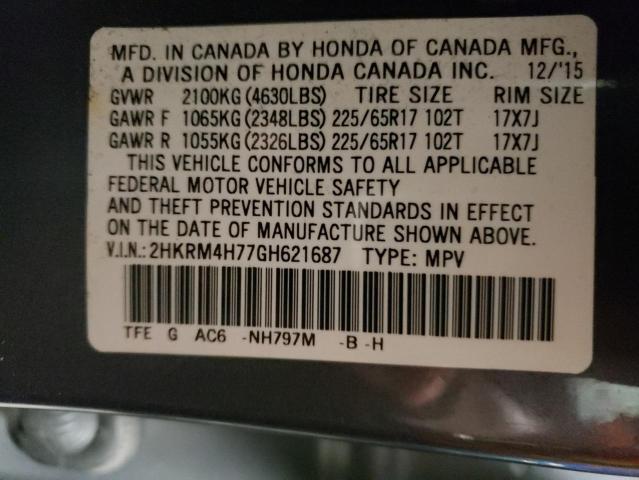 MFD. IN CANADA BY HONDA OF CANADA MFG.,
A DIVISION OF HONDA CANADA INC. 12/'15
GVWR 2100KG (4630LBS) TIRE SIZE RIM SIZE
GAWR F 1065KG (2348LBS) 225/65R17 102T 17X7J
GAWR R 1055KG (2326LBS) 225/65R17 102T 17X7J
THIS VEHICLE CONFORMS TO ALL APPLICABLE
FEDERAL MOTOR VEHICLE SAFETY
AND THEFT PREVENTION STANDARDS IN EFFECT
ON THE DATE OF MANUFACTURE SHOWN ABOVE.
V.I.N.: 2HKRM4H77GH621687 TYPE: MPV
TFE G AC6 -NH797M -B -H